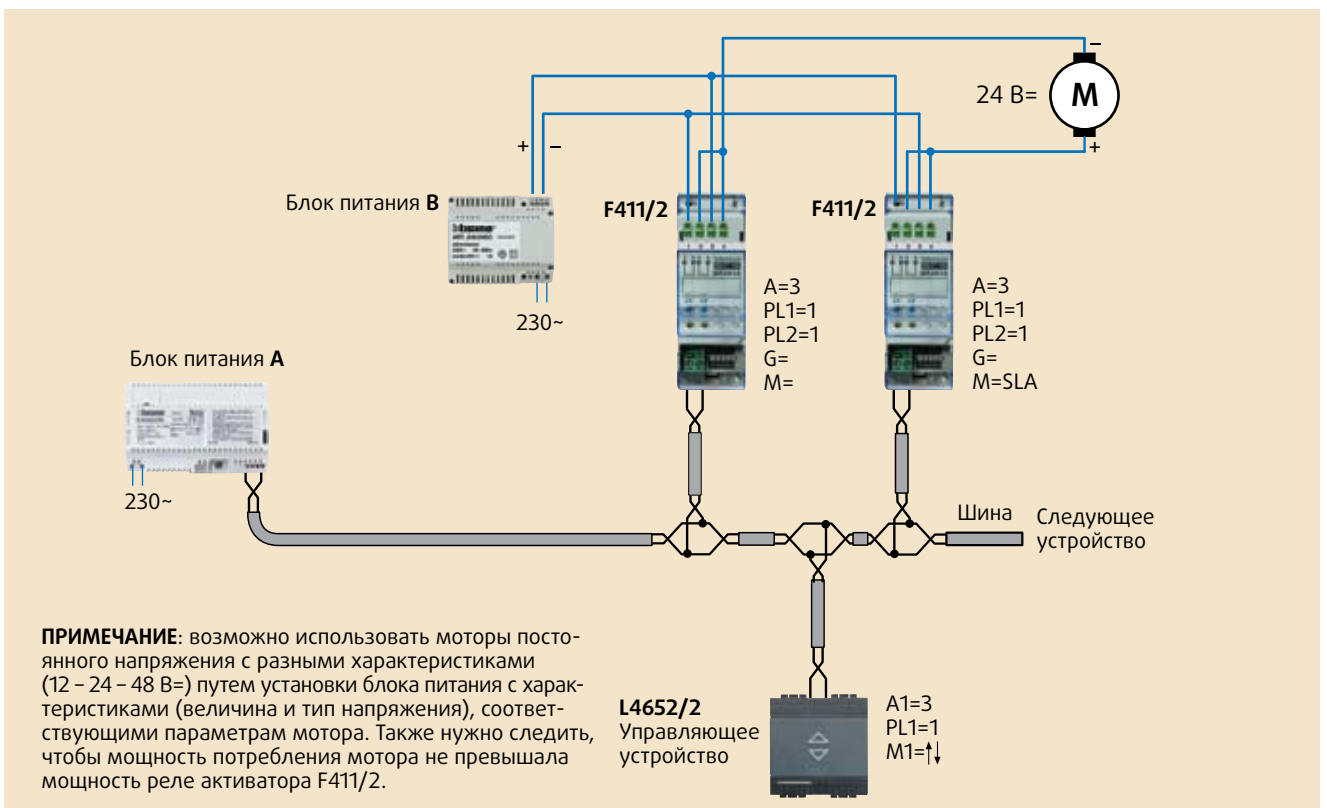 –
24 В=
M
+
+ –
Блок питания B
F411/2
F411/2
A=3
PL1=1
PL2=1
G=
M=
A=3
PL1=1
PL2=1
G=
M=SLA
230~
Блок питания A
230~
Шина
Следующее
устройство
ПРИМЕЧАНИЕ: возможно использовать моторы посто-
янного напряжения с разными характеристиками
(12 – 24 – 48 В=) путем установки блока питания с харак-
теристиками (величина и тип напряжения), соответ-
ствующими параметрам мотора. Также нужно следить,
чтобы мощность потребления мотора не превышала
мощность реле активатора F411/2.
L4652/2
Управляющее
устройство
A1=3
PL1=1
M1=↑↓